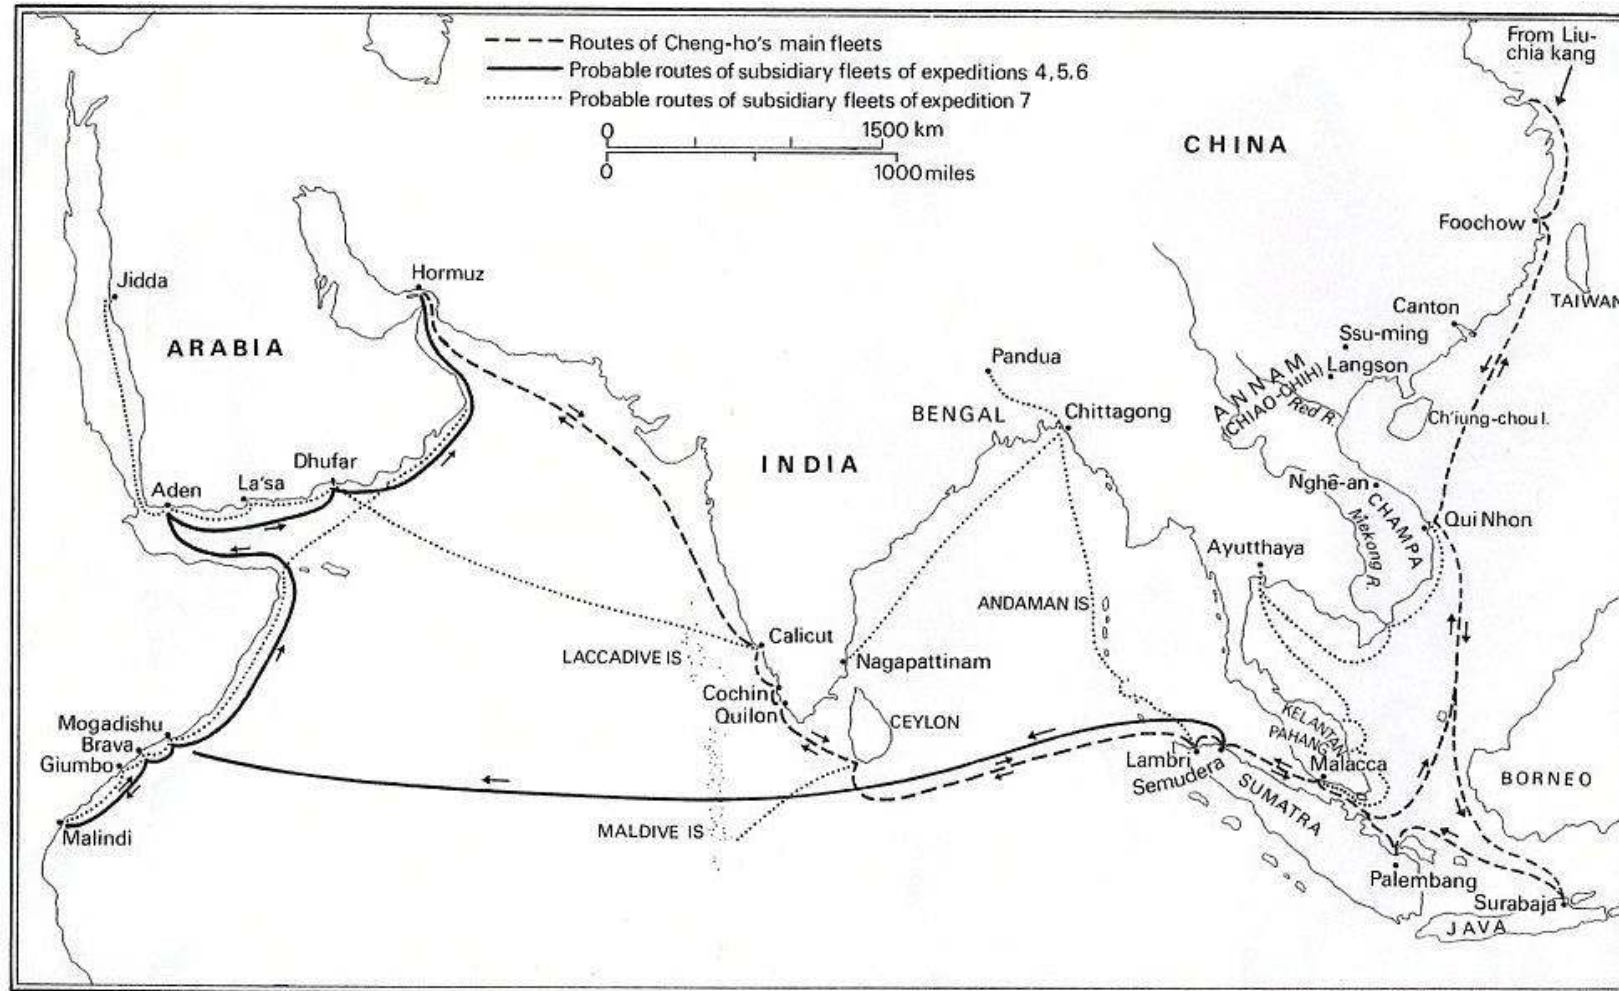 From Liu-
chia kang
Routes of Cheng-ho's main fleets
Probable routes of subsidiary fleets of expeditions 4,5,6
Probable routes of subsidiary fleets of expedition 7
0 1500 km
0 1000 miles
CHINA
Foochow
TAIWAN
Jidda
Hormuz
Canton
Ssu-ming
ARABIA
Pandua
Langson
ANNAM
(CHIAO-CHIH)
Red R.
BENGAL
Chittagong
Ch'iung-chou I.
INDIA
Dhufar
La'sa
Aden
Nghê-an
CHAMPA
Qui Nhon
Mekong R.
Ayutthaya
ANDAMAN IS
Calicut
LACCADIVE IS
Nagapattinam
Cochin
Quilon
CEYLON
Mogadishu
Brava
Giumbo
KELANTAN
PAHANG
Lambri
Malacca
Semudera
BORNEO
SUMATRA
Malindi
MALDIVE IS
Palembang
Surabaja
JAVA